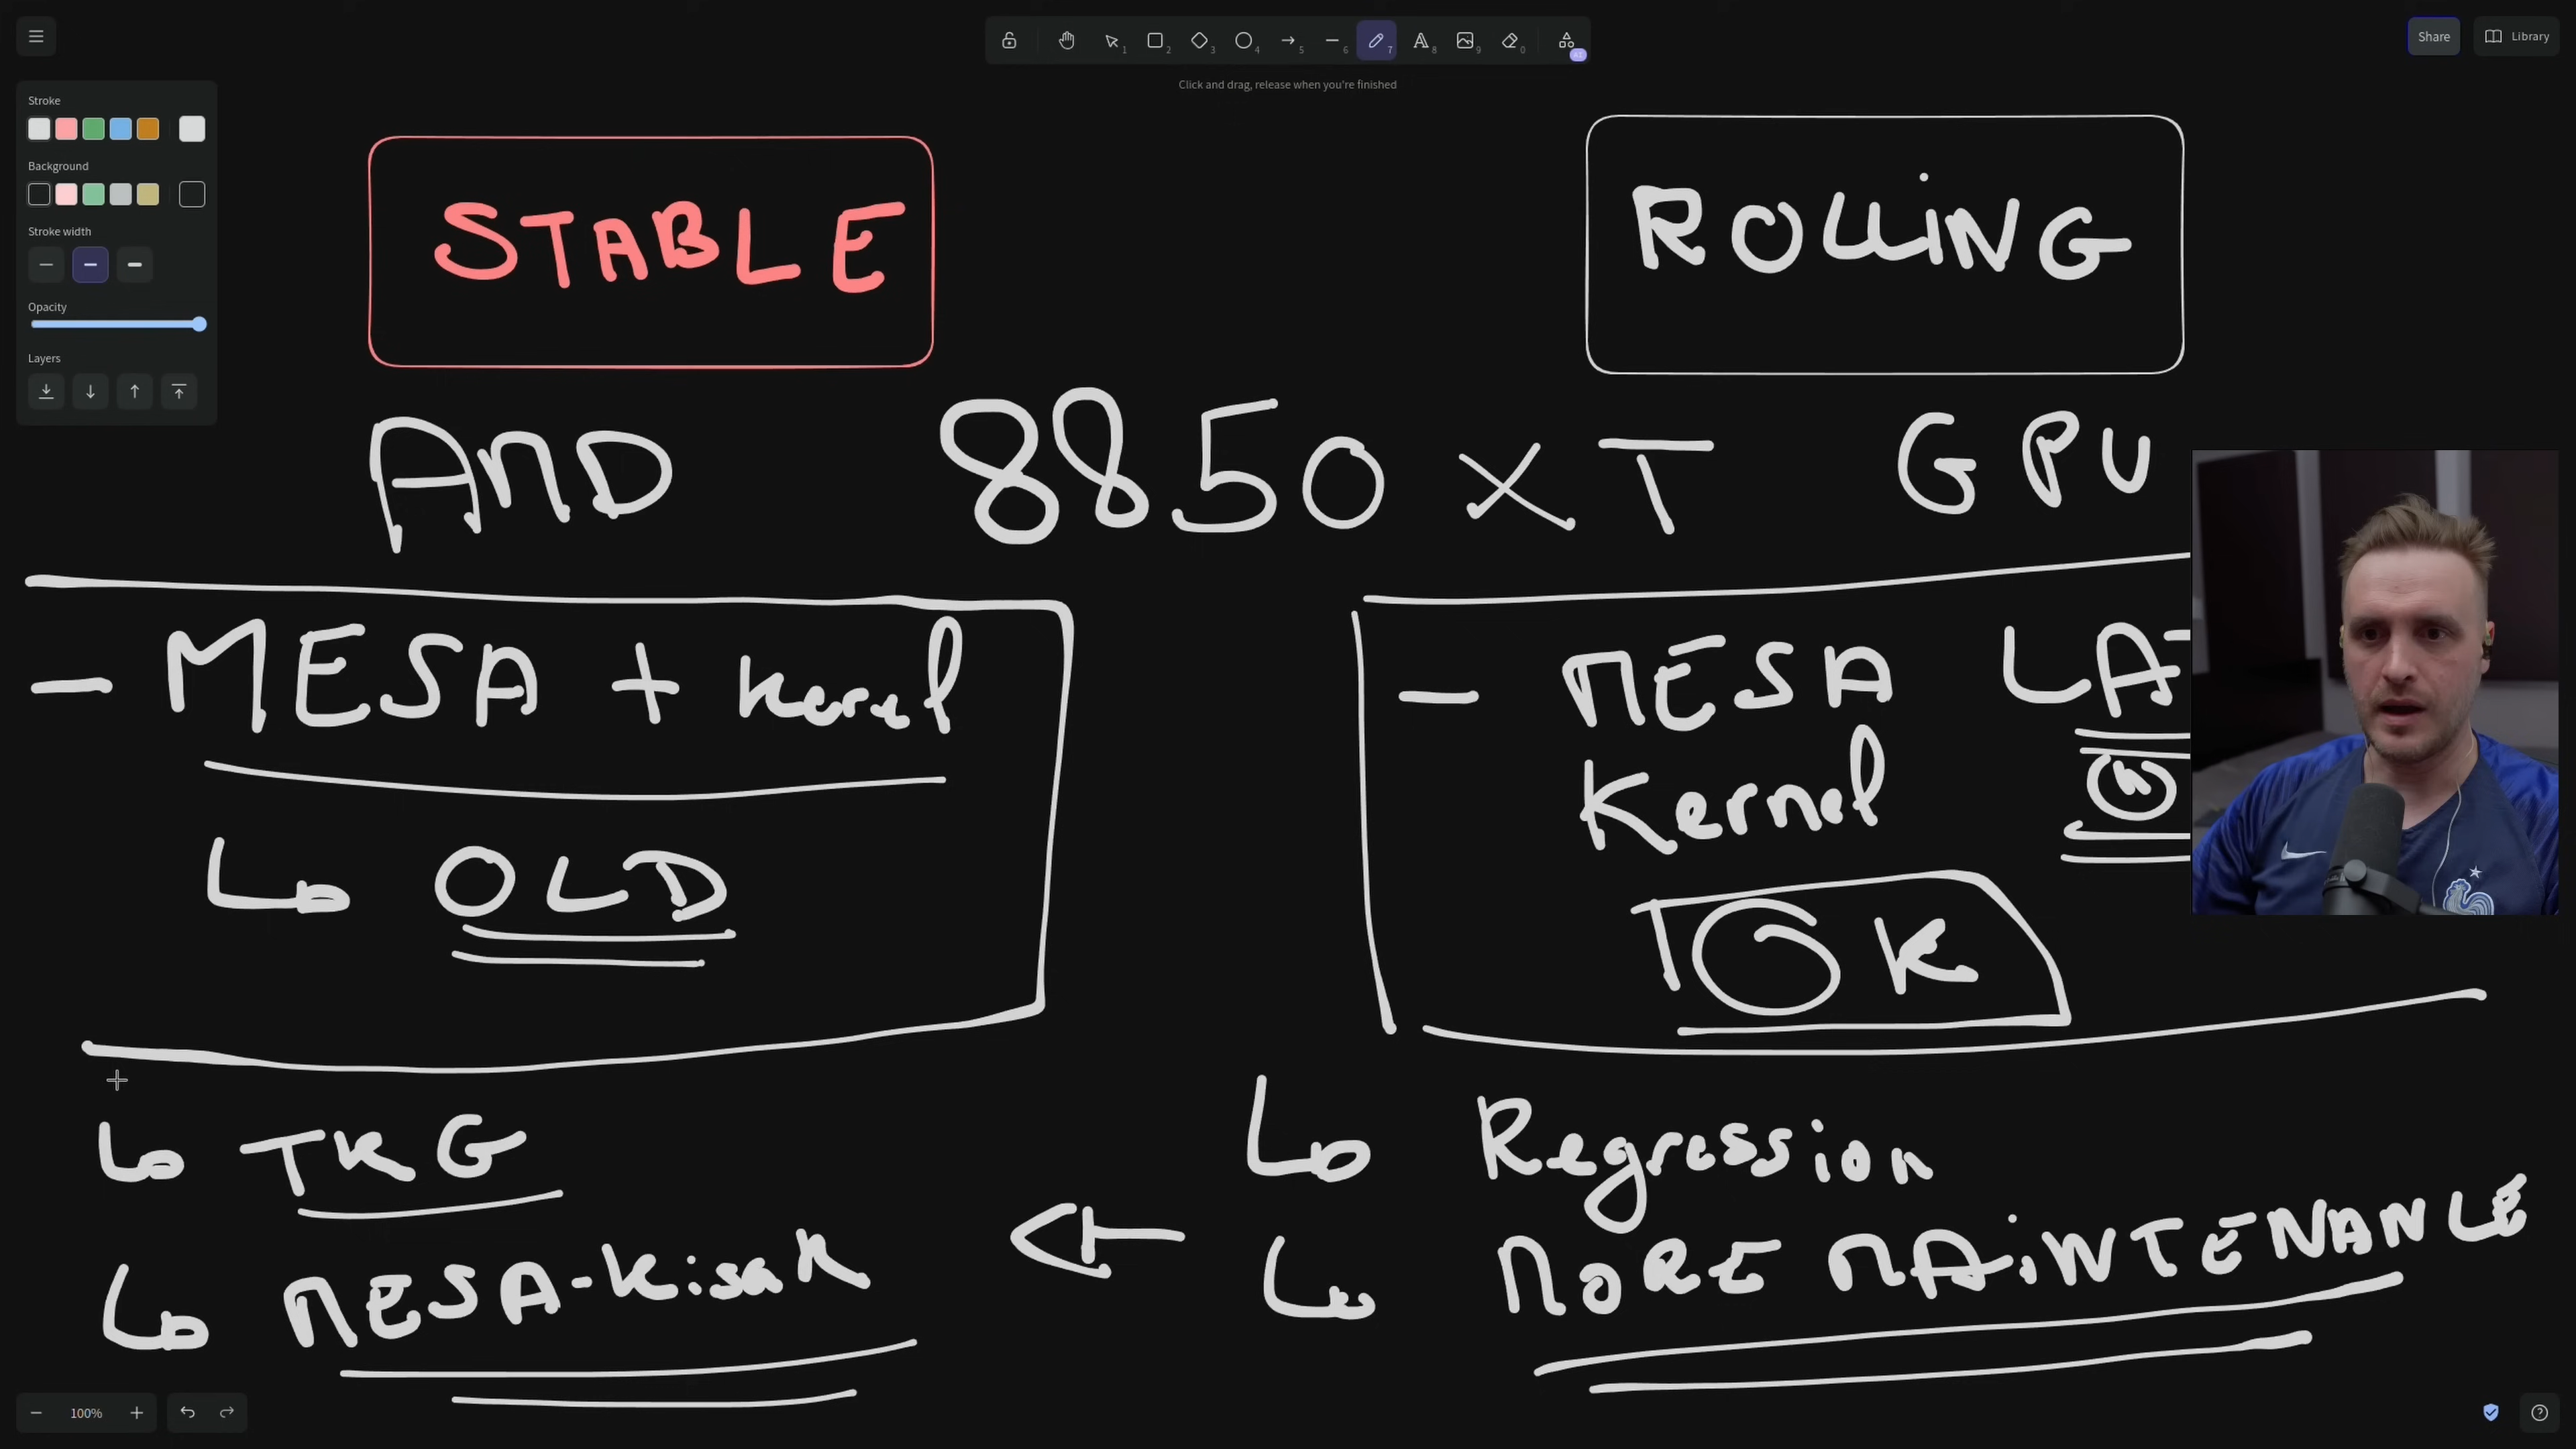 Share
Library
Click and drag, release when you're finished
Stroke
Background
Stroke width
Opacity
Layers
STABLE
ROLLING
AMD 8850 XT GPU
- MESA + kernel
OLD
- MESA LAT
Kernel
OK
TKG
MESA-kisak
Regression
MORE MAINTENANCE
100%